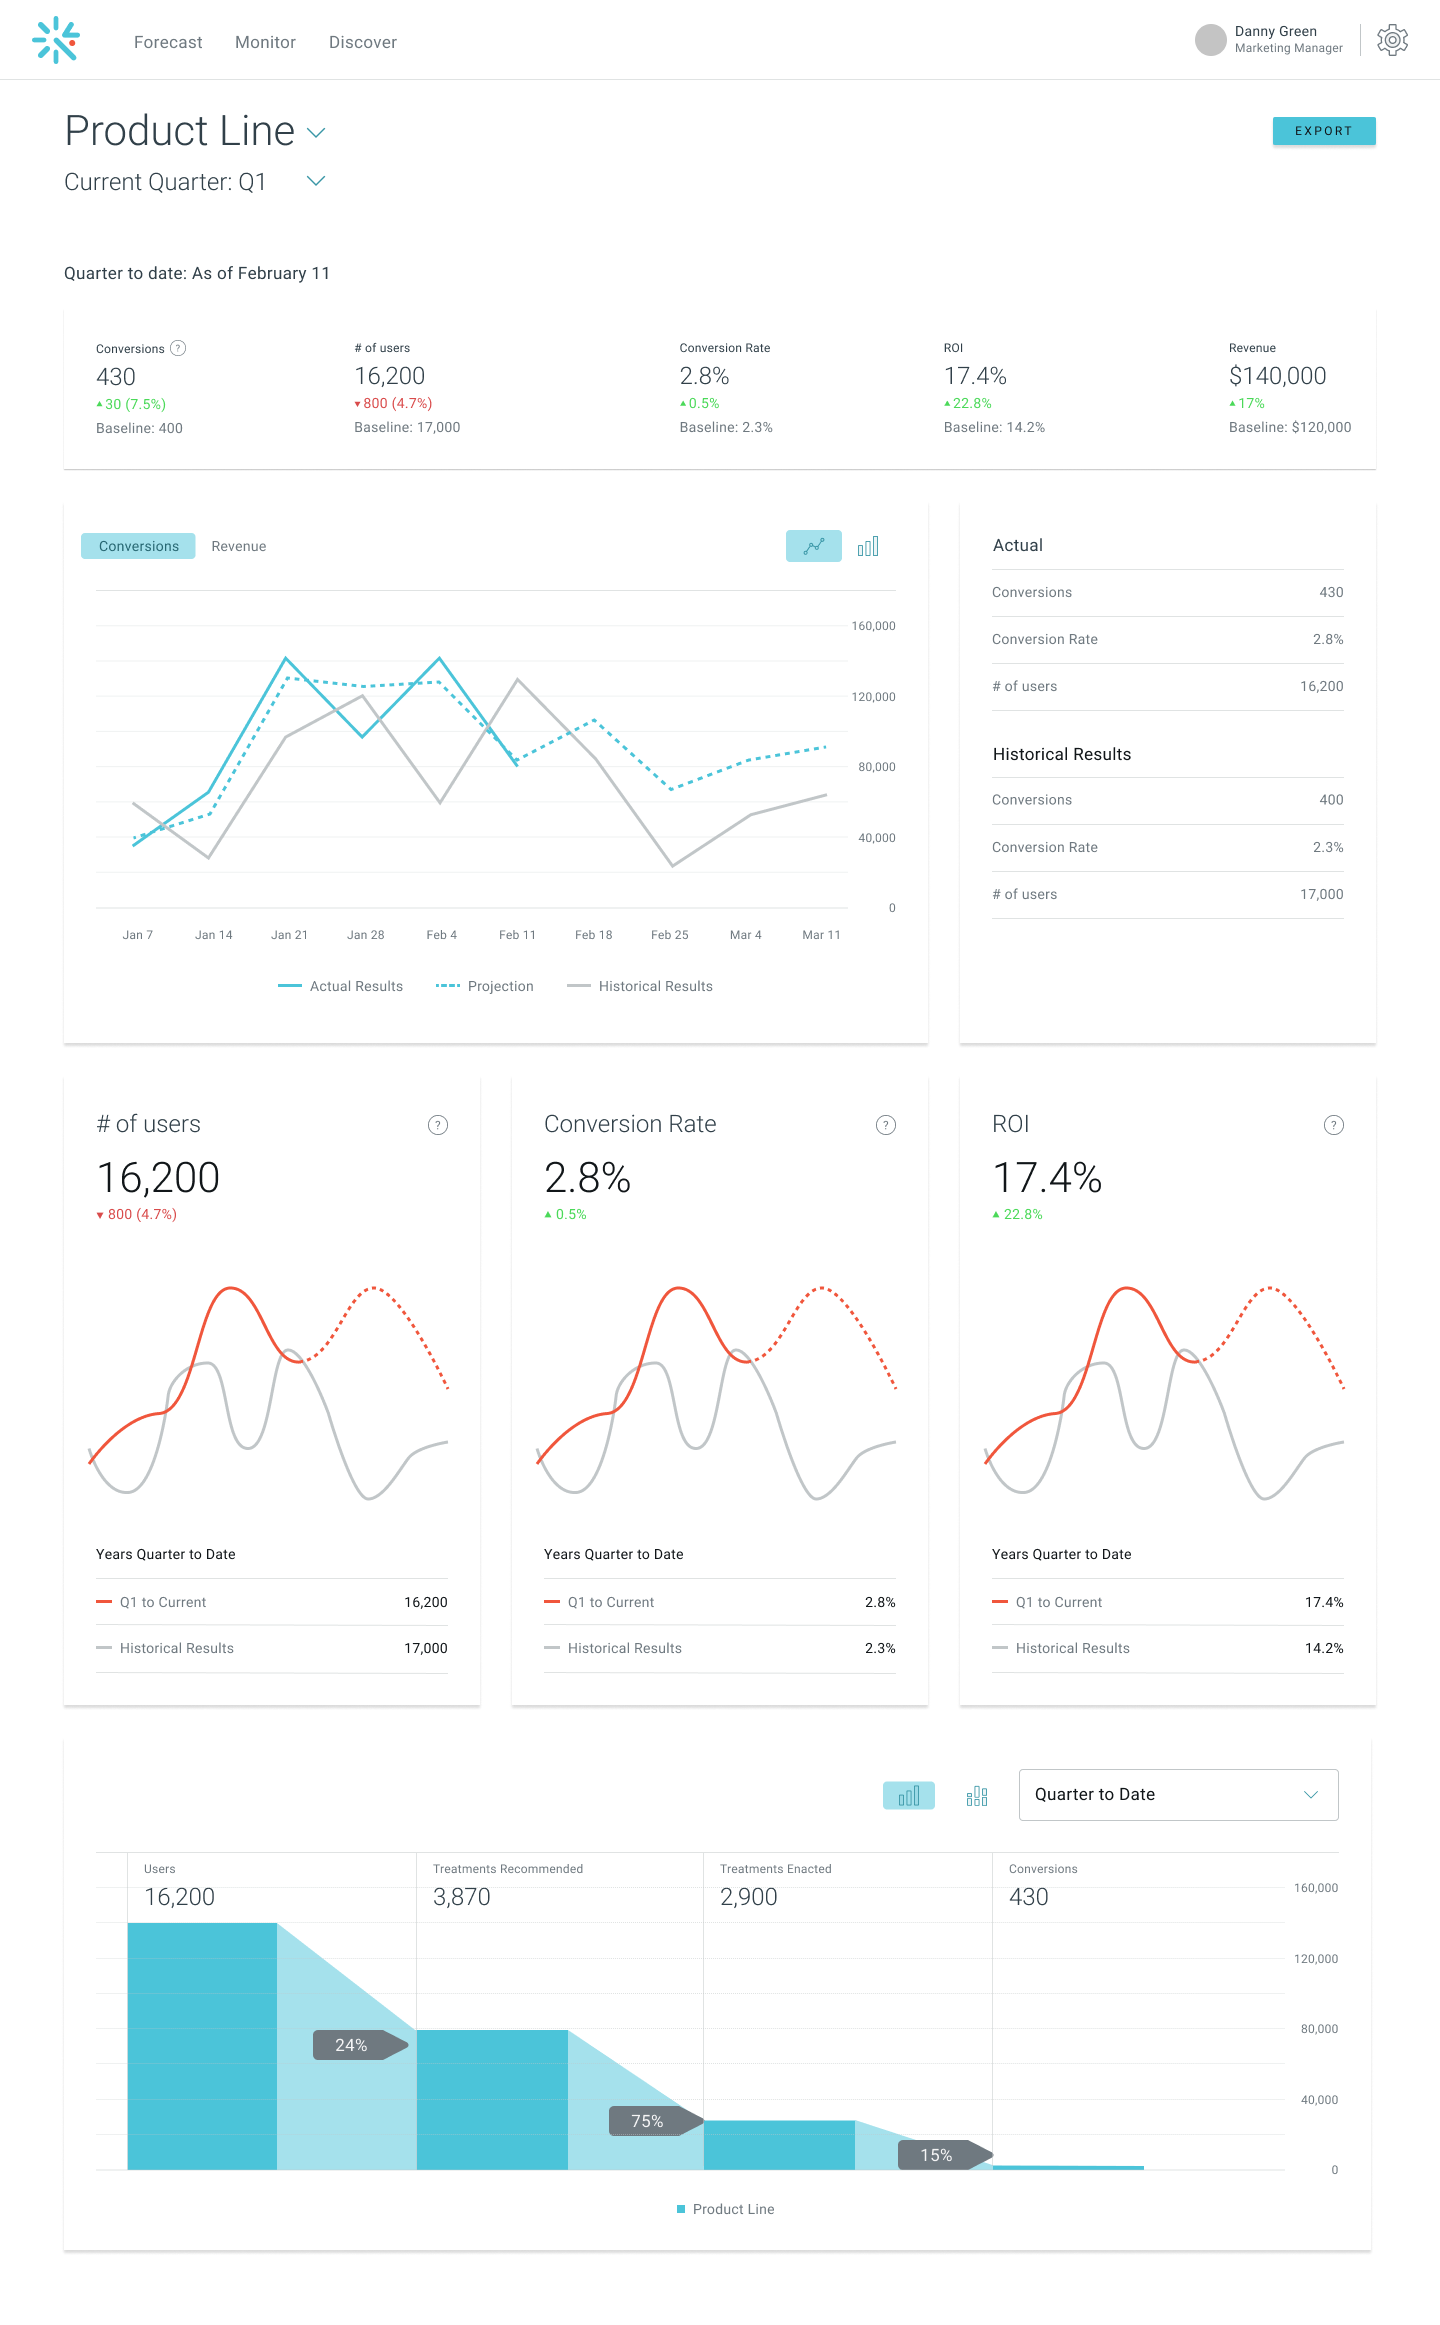 Forecast Monitor Discover
Danny Green
Marketing Manager
Product Line
EXPORT
Current Quarter: Q1
Quarter to date: As of February 11
Conversions ?
430
30 (7.5%)
Baseline: 400
# of users
16,200
800 (4.7%)
Baseline: 17,000
Conversion Rate
2.8%
0.5%
Baseline: 2.3%
ROI
17.4%
22.8%
Baseline: 14.2%
Revenue
$140,000
17%
Baseline: $120,000
Conversions Revenue
160,000
120,000
80,000
40,000
0
Jan 7 Jan 14 Jan 21 Jan 28 Feb 4 Feb 11 Feb 18 Feb 25 Mar 4 Mar 11
Actual Results Projection Historical Results
Actual
Conversions 430
Conversion Rate 2.8%
# of users 16,200
Historical Results
Conversions 400
Conversion Rate 2.3%
# of users 17,000
# of users ?
16,200
800 (4.7%)
Years Quarter to Date
Q1 to Current 16,200
Historical Results 17,000
Conversion Rate ?
2.8%
0.5%
Years Quarter to Date
Q1 to Current 2.8%
Historical Results 2.3%
ROI ?
17.4%
22.8%
Years Quarter to Date
Q1 to Current 17.4%
Historical Results 14.2%
Quarter to Date
Users
16,200
Treatments Recommended
3,870
Treatments Enacted
2,900
Conversions
430
160,000
120,000
80,000
40,000
0
24%
75%
15%
Product Line